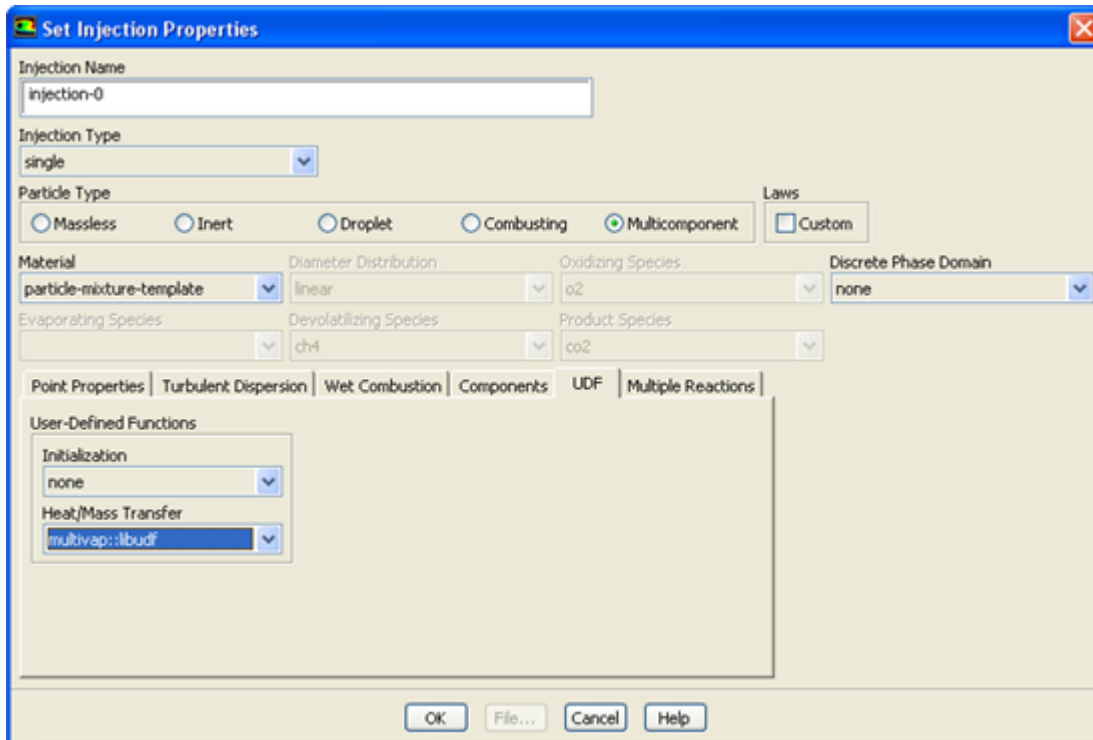 Set Injection Properties
Injection Name
injection-0
Injection Type
single
Particle Type
Laws
Massless Inert Droplet Combusting Multicomponent Custom
Material Diameter Distribution Oxidizing Species Discrete Phase Domain
particle-mixture-template linear o2 none
Evaporating Species Devolatilizing Species Product Species
ch4 co2
Point Properties Turbulent Dispersion Wet Combustion Components UDF Multiple Reactions
User-Defined Functions
Initialization
none
Heat/Mass Transfer
multivap::libudf
OK File... Cancel Help